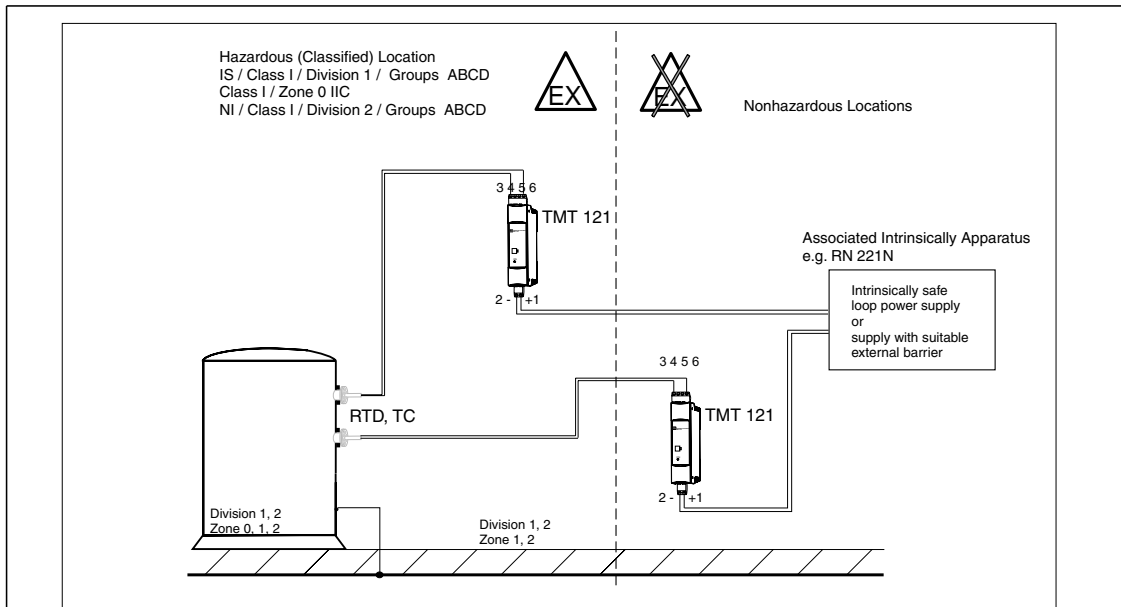 Hazardous (Classified) Location
IS / Class I / Division 1 / Groups ABCD
Class I / Zone 0 IIC
NI / Class I / Division 2 / Groups ABCD
EX
EX
Nonhazardous Locations
3 4 5 6
TMT 121
2 - +1
Associated Intrinsically Apparatus
e.g. RN 221N
Intrinsically safe
loop power supply
or
supply with suitable
external barrier
3 4 5 6
TMT 121
2 - +1
RTD, TC
Division 1, 2
Zone 0, 1, 2
Division 1, 2
Zone 1, 2